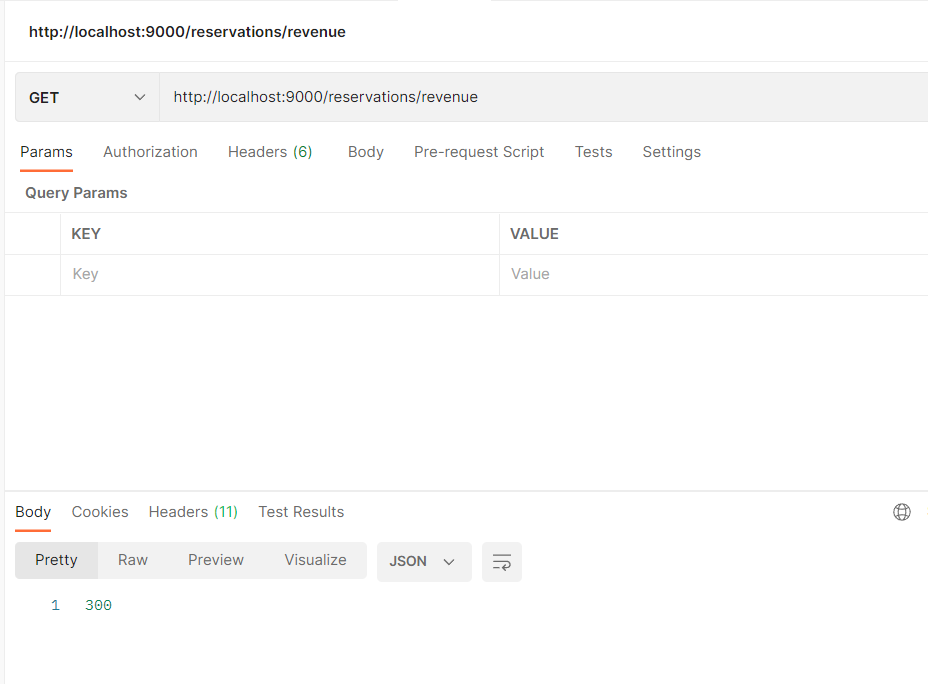 http://localhost:9000/reservations/revenue
GET http://localhost:9000/reservations/revenue
Params Authorization Headers (6) Body Pre-request Script Tests Settings
Query Params
KEY VALUE
Key Value
Body Cookies Headers (11) Test Results
Pretty Raw Preview Visualize JSON
1 300